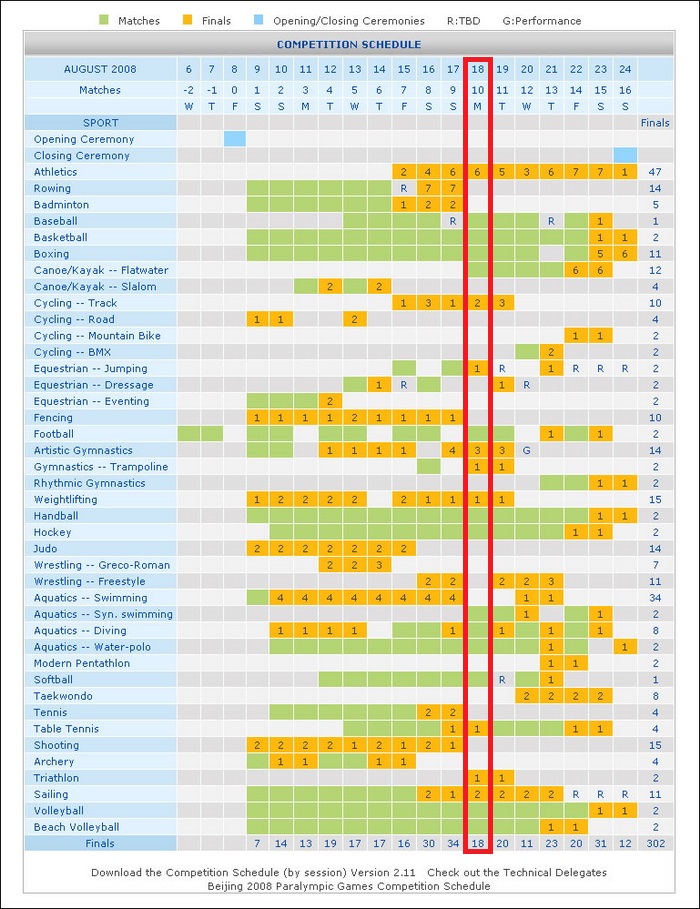 Matches Finals Opening/Closing Ceremonies R:TBD G:Performance
COMPETITION SCHEDULE
AUGUST 2008 6 7 8 9 10 11 12 13 14 15 16 17 18 19 20 21 22 23 24
Matches -2 -1 0 1 2 3 4 5 6 7 8 9 10 11 12 13 14 15 16
W T F S S M T W T F S S M T W T F S S
SPORT Finals
Opening Ceremony
Closing Ceremony
Athletics 2 4 6 6 5 3 6 7 7 1 47
Rowing R 7 7 14
Badminton 1 2 2 5
Baseball R R 1 1
Basketball 1 1 2
Boxing 5 6 11
Canoe/Kayak -- Flatwater 6 6 12
Canoe/Kayak -- Slalom 2 2 4
Cycling -- Track 1 3 1 2 3 10
Cycling -- Road 1 1 2 4
Cycling -- Mountain Bike 1 1 2
Cycling -- BMX 2 2
Equestrian -- Jumping 1 R 1 R R R 2
Equestrian -- Dressage 1 R 1 R 2
Equestrian -- Eventing 2 2
Fencing 1 1 1 1 2 1 1 1 1 10
Football 1 1 2
Artistic Gymnastics 1 1 1 1 4 3 3 G 14
Gymnastics -- Trampoline 1 1 2
Rhythmic Gymnastics 1 1 2
Weightlifting 1 2 2 2 2 2 1 1 1 1 15
Handball 1 1 2
Hockey 1 1 2
Judo 2 2 2 2 2 2 2 14
Wrestling -- Greco-Roman 2 2 3 7
Wrestling -- Freestyle 2 2 2 2 3 11
Aquatics -- Swimming 4 4 4 4 4 4 4 4 1 1 34
Aquatics -- Syn. swimming 1 1 2
Aquatics -- Diving 1 1 1 1 1 1 1 1 8
Aquatics -- Water-polo 1 1 2
Modern Pentathlon 1 1 2
Softball R 1 1
Taekwondo 2 2 2 2 8
Tennis 2 2 4
Table Tennis 1 1 1 1 4
Shooting 2 2 2 2 1 2 1 2 1 15
Archery 1 1 1 1 4
Triathlon 1 1 2
Sailing 2 1 2 2 2 2 R R R 11
Volleyball 1 1 2
Beach Volleyball 1 1 2
Finals 7 14 13 19 17 15 16 30 34 18 20 11 23 20 31 12 302
Download the Competition Schedule (by session) Version 2.11 Check out the Technical Delegates
Beijing 2008 Paralympic Games Competition Schedule